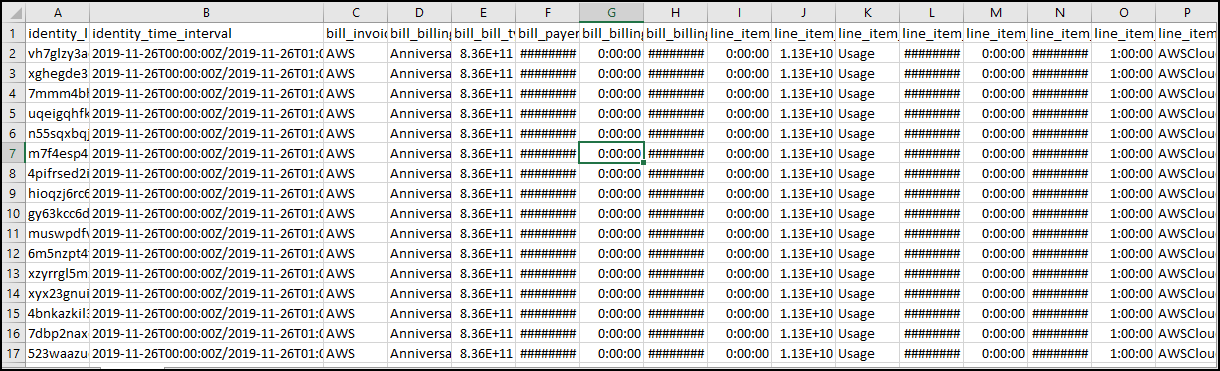 A B C D E F G H I J K L M N O P
1 identity_l identity_time_interval bill_invoic bill_billing bill_bill_ty bill_payer bill_billing bill_billing line_item_ line_item_ line_item_ line_item_ line_item_ line_item_ line_item_ line_item_
2 vh7glzy3a 2019-11-26T00:00:00Z/2019-11-26T01:0 AWS Anniversa 8.36E+11 ######## 0:00:00 ######## 0:00:00 1.13E+10 Usage ######## 0:00:00 ######## 1:00:00 AWSClou
3 xghegde3 2019-11-26T00:00:00Z/2019-11-26T01:0 AWS Anniversa 8.36E+11 ######## 0:00:00 ######## 0:00:00 1.13E+10 Usage ######## 0:00:00 ######## 1:00:00 AWSClou
4 7mmm4bh 2019-11-26T00:00:00Z/2019-11-26T01:0 AWS Anniversa 8.36E+11 ######## 0:00:00 ######## 0:00:00 1.13E+10 Usage ######## 0:00:00 ######## 1:00:00 AWSClou
5 uqeigqhfk 2019-11-26T00:00:00Z/2019-11-26T01:0 AWS Anniversa 8.36E+11 ######## 0:00:00 ######## 0:00:00 1.13E+10 Usage ######## 0:00:00 ######## 1:00:00 AWSClou
6 n55sqxbqj 2019-11-26T00:00:00Z/2019-11-26T01:0 AWS Anniversa 8.36E+11 ######## 0:00:00 ######## 0:00:00 1.13E+10 Usage ######## 0:00:00 ######## 1:00:00 AWSClou
7 m7f4esp4 2019-11-26T00:00:00Z/2019-11-26T01:0 AWS Anniversa 8.36E+11 ######## 0:00:00 ######## 0:00:00 1.13E+10 Usage ######## 0:00:00 ######## 1:00:00 AWSClou
8 4pifrsed2i 2019-11-26T00:00:00Z/2019-11-26T01:0 AWS Anniversa 8.36E+11 ######## 0:00:00 ######## 0:00:00 1.13E+10 Usage ######## 0:00:00 ######## 1:00:00 AWSClou
9 hioqzj6rc6 2019-11-26T00:00:00Z/2019-11-26T01:0 AWS Anniversa 8.36E+11 ######## 0:00:00 ######## 0:00:00 1.13E+10 Usage ######## 0:00:00 ######## 1:00:00 AWSClou
10 gy63kcc6d 2019-11-26T00:00:00Z/2019-11-26T01:0 AWS Anniversa 8.36E+11 ######## 0:00:00 ######## 0:00:00 1.13E+10 Usage ######## 0:00:00 ######## 1:00:00 AWSClou
11 muswpdfv 2019-11-26T00:00:00Z/2019-11-26T01:0 AWS Anniversa 8.36E+11 ######## 0:00:00 ######## 0:00:00 1.13E+10 Usage ######## 0:00:00 ######## 1:00:00 AWSClou
12 6m5nzpt4 2019-11-26T00:00:00Z/2019-11-26T01:0 AWS Anniversa 8.36E+11 ######## 0:00:00 ######## 0:00:00 1.13E+10 Usage ######## 0:00:00 ######## 1:00:00 AWSClou
13 xzyrrgl5m 2019-11-26T00:00:00Z/2019-11-26T01:0 AWS Anniversa 8.36E+11 ######## 0:00:00 ######## 0:00:00 1.13E+10 Usage ######## 0:00:00 ######## 1:00:00 AWSClou
14 xyx23gnui 2019-11-26T00:00:00Z/2019-11-26T01:0 AWS Anniversa 8.36E+11 ######## 0:00:00 ######## 0:00:00 1.13E+10 Usage ######## 0:00:00 ######## 1:00:00 AWSClou
15 4bnkazkil3 2019-11-26T00:00:00Z/2019-11-26T01:0 AWS Anniversa 8.36E+11 ######## 0:00:00 ######## 0:00:00 1.13E+10 Usage ######## 0:00:00 ######## 1:00:00 AWSClou
16 7dbp2nax 2019-11-26T00:00:00Z/2019-11-26T01:0 AWS Anniversa 8.36E+11 ######## 0:00:00 ######## 0:00:00 1.13E+10 Usage ######## 0:00:00 ######## 1:00:00 AWSClou
17 523waazu 2019-11-26T00:00:00Z/2019-11-26T01:0 AWS Anniversa 8.36E+11 ######## 0:00:00 ######## 0:00:00 1.13E+10 Usage ######## 0:00:00 ######## 1:00:00 AWSClou